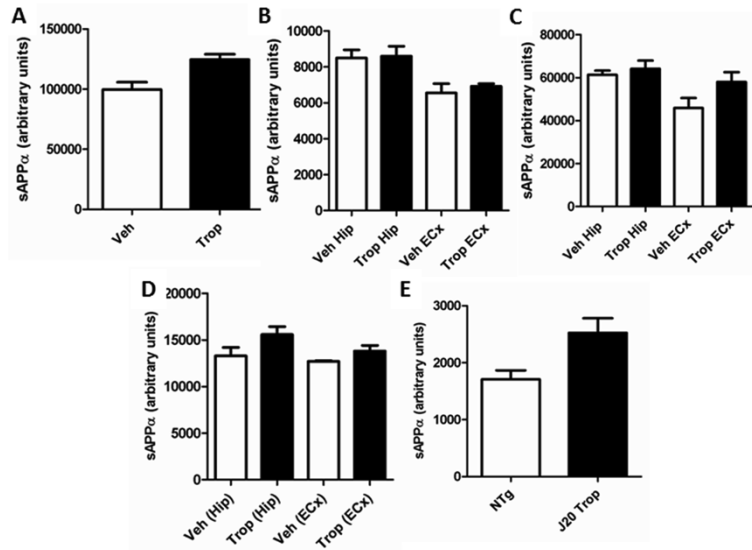 A
sAPPα (arbitrary units)
150000
100000
50000
0
Veh
Trop
B
sAPPα (arbitrary units)
10000
8000
6000
4000
2000
0
Veh Hip
Trop Hip
Veh ECx
Trop ECx
C
sAPPα (arbitrary units)
80000
60000
40000
20000
0
Veh Hip
Trop Hip
Veh ECx
Trop ECx
D
sAPPα (arbitrary units)
20000
15000
10000
5000
0
Veh (Hip)
Trop (Hip)
Veh (ECx)
Trop (ECx)
E
sAPPα (arbitrary units)
3000
2000
1000
0
NTg
J20 Trop